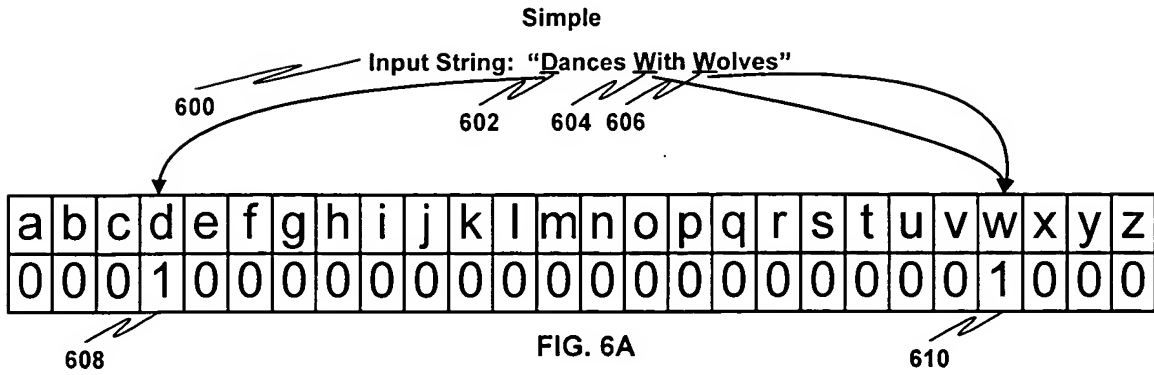 Simple
Input String: "Dances With Wolves"
600 602 604 606
a b c d e f g h i j k l m n o p q r s t u v w x y z
0 0 0 1 0 0 0 0 0 0 0 0 0 0 0 0 0 0 0 0 0 0 1 0 0 0
608 FIG. 6A 610